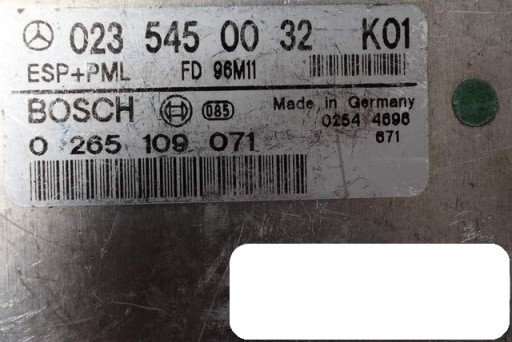 023 545 00 32 K01
ESP+PML FD 96M11
BOSCH 085 Made in Germany
0254 4696
0 265 109 071 671